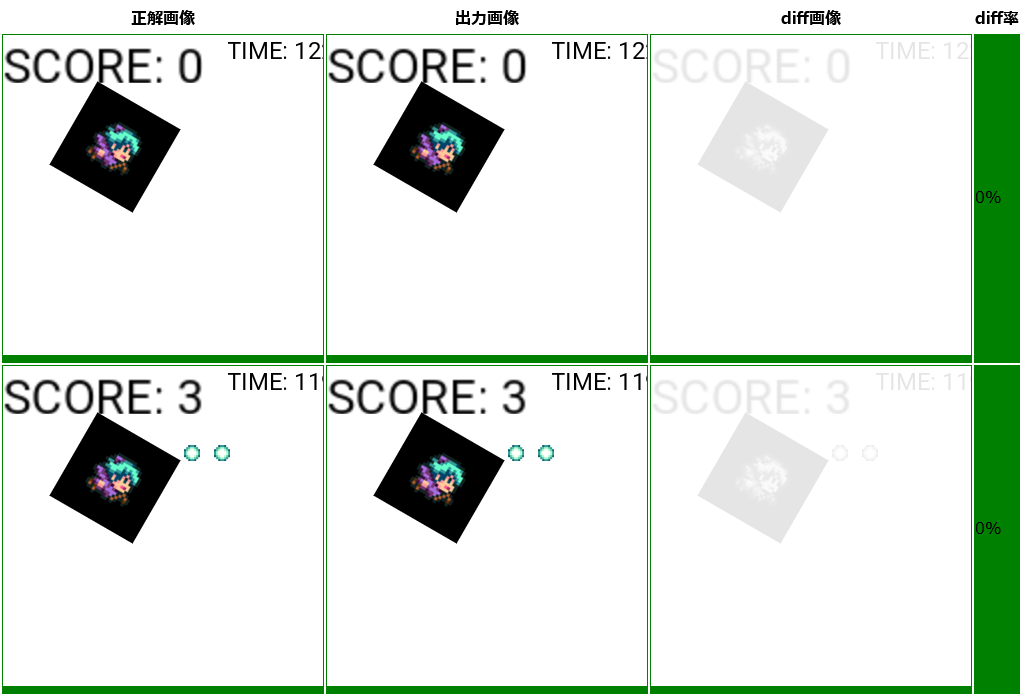 正解画像 出力画像 diff画像 diff率
SCORE: 0 TIME: 12 SCORE: 0 TIME: 12 SCORE: 0 TIME: 12
0%
SCORE: 3 TIME: 11 SCORE: 3 TIME: 11 SCORE: 3 TIME: 11
0%